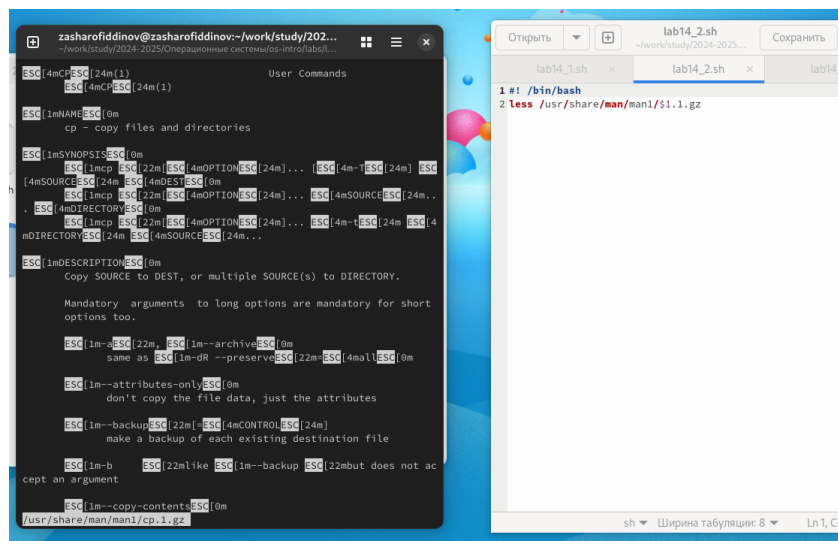 zasharofiddinov@zasharofiddinov:~/work/study/202...
~/work/study/2024-2025/Операционные системы/os-intro/labs/l...
ESC[4mCPESC[24m(1) User Commands
ESC[4mCPESC[24m(1)
ESC[1mNAMEESC[0m
cp - copy files and directories
ESC[1mSYNOPSISESC[0m
ESC[1mcp ESC[22m[ESC[4mOPTIONESC[24m]... [ESC[4m-TESC[24m] ESC
[4mSOURCEESC[24m ESC[4mDESTESC[0m
ESC[1mcp ESC[22m[ESC[4mOPTIONESC[24m]... ESC[4mSOURCEESC[24m..
. ESC[4mDIRECTORYESC[0m
ESC[1mcp ESC[22m[ESC[4mOPTIONESC[24m]... ESC[4m-tESC[24m ESC[4
mDIRECTORYESC[24m ESC[4mSOURCEESC[24m...
ESC[1mDESCRIPTIONESC[0m
Copy SOURCE to DEST, or multiple SOURCE(s) to DIRECTORY.
Mandatory arguments to long options are mandatory for short
options too.
ESC[1m-aESC[22m, ESC[1m--archiveESC[0m
same as ESC[1m-dR --preserveESC[22m=ESC[4mallESC[0m
ESC[1m--attributes-onlyESC[0m
don't copy the file data, just the attributes
ESC[1m--backupESC[22m[=ESC[4mCONTROLESC[24m]
make a backup of each existing destination file
ESC[1m-b ESC[22mlike ESC[1m--backup ESC[22mbut does not ac
cept an argument
ESC[1m--copy-contentsESC[0m
/usr/share/man/man1/cp.1.gz
Открыть
lab14_2.sh
~/work/study/2024-2025...
Сохранить
lab14_1.sh × lab14_2.sh × lab14
1 #! /bin/bash
2 less /usr/share/man/man1/$1.1.gz
sh Ширина табуляции: 8 Ln 1, C